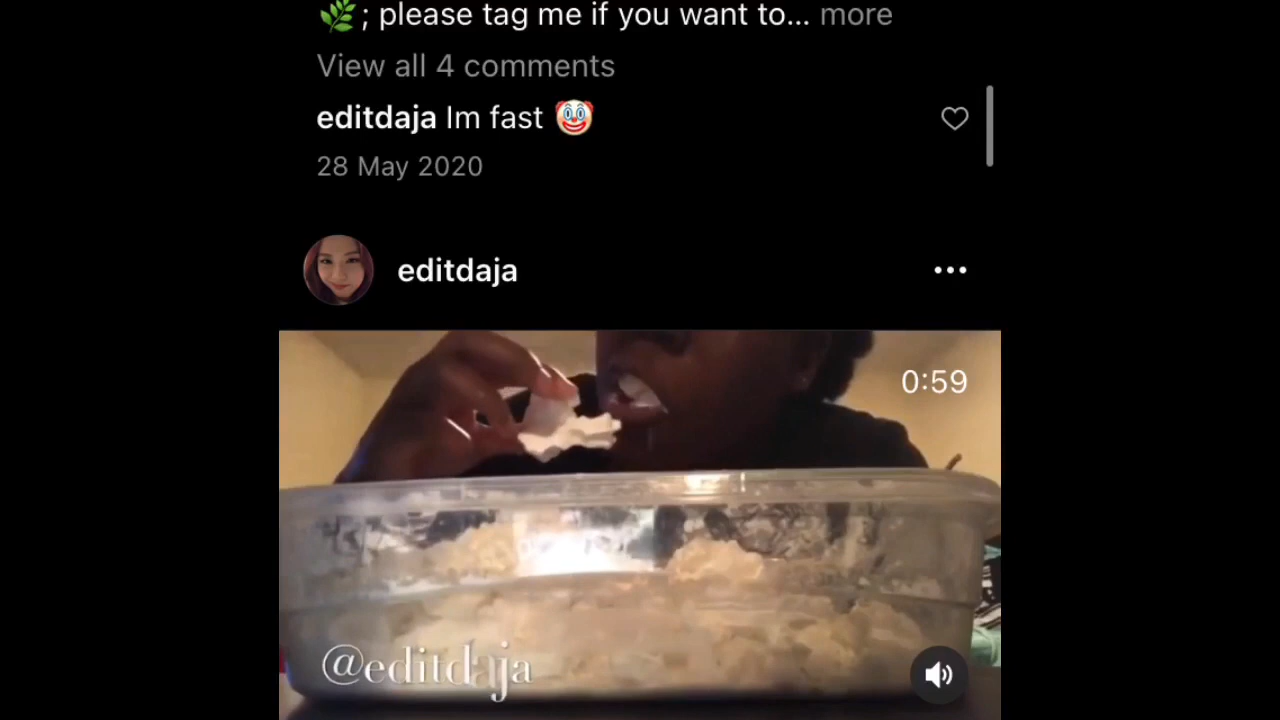 🌿; please tag me if you want to... more
View all 4 comments
editdaja Im fast 🤡
28 May 2020
editdaja
0:59
@editdaja